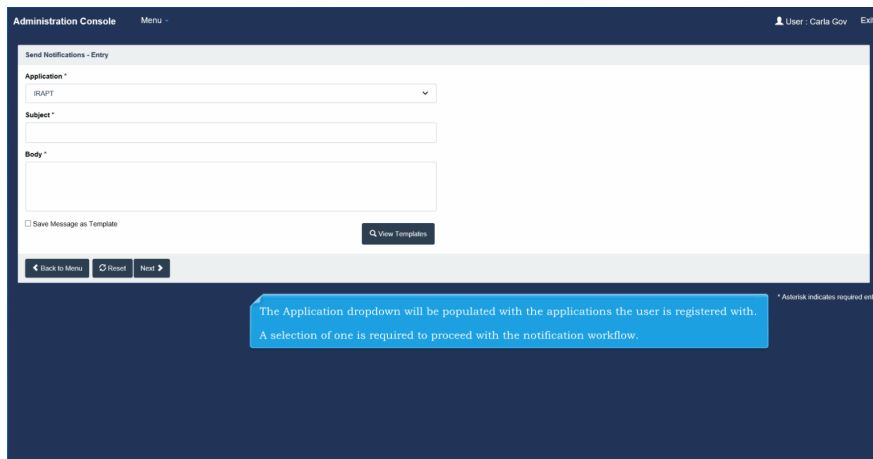 Administration Console Menu User : Carla Gov Exit
Send Notifications - Entry
Application *
IRAPT
Subject *
Body *
Save Message as Template
View Templates
Back to Menu Reset Next
* Asterisk indicates required
The Application dropdown will be populated with the applications the user is registered with.
A selection of one is required to proceed with the notification workflow.